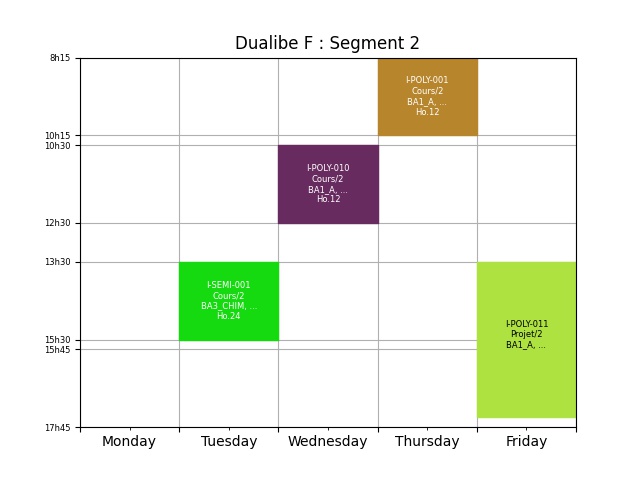 Dualibe F : Segment 2
8h15
I-POLY-001
Cours/2
BA1_A, ...
Ho.12
10h15
10h30
I-POLY-010
Cours/2
BA1_A, ...
Ho.12
12h30
13h30
I-SEMI-001
Cours/2
BA3_CHIM, ...
Ho.24
I-POLY-011
Projet/2
BA1_A, ...
15h30
15h45
17h45
Monday
Tuesday
Wednesday
Thursday
Friday